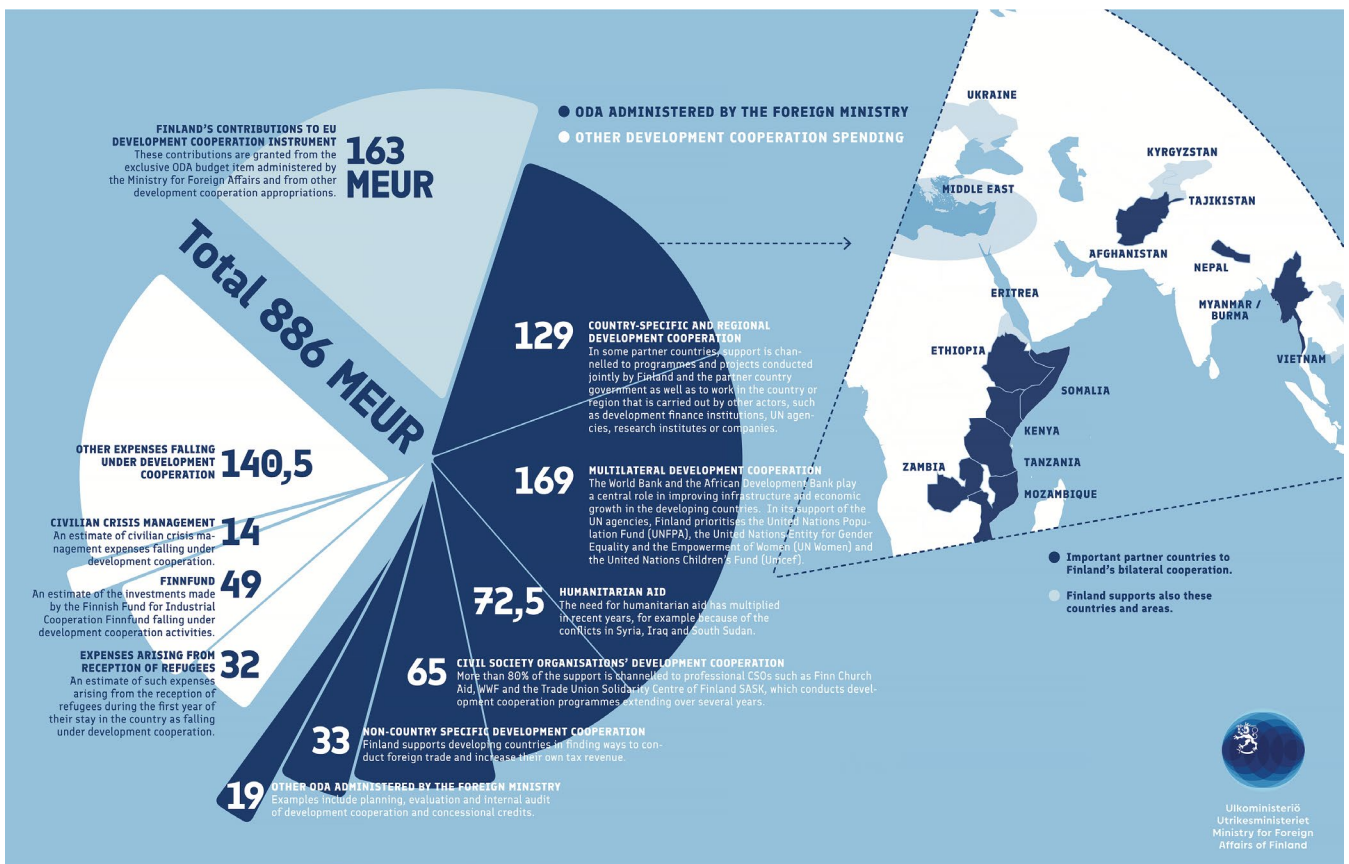 FINLAND'S CONTRIBUTIONS TO EU
DEVELOPMENT COOPERATION INSTRUMENT
These contributions are granted from the
exclusive ODA budget item administered by
the Ministry for Foreign Affairs and from other
development cooperation appropriations.
163
MEUR
Total 886 MEUR
ODA ADMINISTERED BY THE FOREIGN MINISTRY
OTHER DEVELOPMENT COOPERATION SPENDING
129
COUNTRY-SPECIFIC AND REGIONAL
DEVELOPMENT COOPERATION
In some partner countries, support is chan-
nelled to programmes and projects conducted
jointly by Finland and the partner country
government as well as to work in the country or
region that is carried out by other actors, such
as development finance institutions, UN agen-
cies, research institutes or companies.
169
MULTILATERAL DEVELOPMENT COOPERATION
The World Bank and the African Development Bank play
a central role in improving infrastructure and economic
growth in the developing countries. In its support of the
UN agencies, Finland prioritises the United Nations Popu-
lation Fund (UNFPA), the United Nations Entity for Gender
Equality and the Empowerment of Women (UN Women) and
the United Nations Children's Fund (Unicef).
72,5
HUMANITARIAN AID
The need for humanitarian aid has multiplied
in recent years, for example because of the
conflicts in Syria, Iraq and South Sudan.
65
CIVIL SOCIETY ORGANISATIONS' DEVELOPMENT COOPERATION
More than 80% of the support is channelled to professional CSOs such as Finn Church
Aid, WWF and the Trade Union Solidarity Centre of Finland SASK, which conducts devel-
opment cooperation programmes extending over several years.
33
NON-COUNTRY SPECIFIC DEVELOPMENT COOPERATION
Finland supports developing countries in finding ways to con-
duct foreign trade and increase their own tax revenue.
19
OTHER ODA ADMINISTERED BY THE FOREIGN MINISTRY
Examples include planning, evaluation and internal audit
of development cooperation and concessional credits.
OTHER EXPENSES FALLING
UNDER DEVELOPMENT
COOPERATION
140,5
CIVILIAN CRISIS MANAGEMENT
An estimate of civilian crisis ma-
nagement expenses falling under
development cooperation.
14
FINNFUND
An estimate of the investments made
by the Finnish Fund for Industrial
Cooperation Finnfund falling under
development cooperation activities.
49
EXPENSES ARISING FROM
RECEPTION OF REFUGEES
An estimate of such expenses
arising from the reception of
refugees during the first year of
their stay in the country as falling
under development cooperation.
32
UKRAINE
KYRGYZSTAN
MIDDLE EAST
TAJIKISTAN
AFGHANISTAN
NEPAL
ERITREA
MYANMAR /
BURMA
ETHIOPIA
VIETNAM
SOMALIA
KENYA
ZAMBIA
TANZANIA
MOZAMBIQUE
Important partner countries to
Finland's bilateral cooperation.
Finland supports also these
countries and areas.
Ulkoministeriö
Utrikesministeriet
Ministry for Foreign
Affairs of Finland